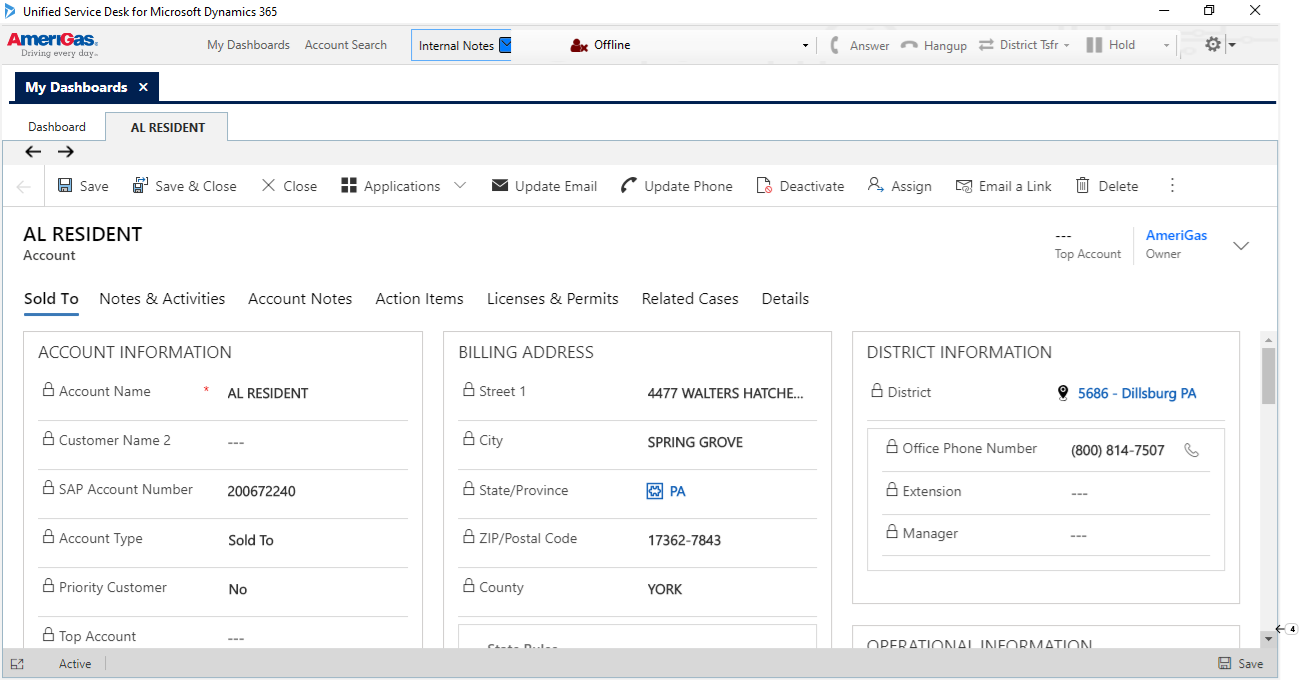 Unified Service Desk for Microsoft Dynamics 365
AmeriGas
Driving every day.
My Dashboards Account Search Internal Notes Offline Answer Hangup District Tsfr Hold
My Dashboards
Dashboard AL RESIDENT
Save Save & Close Close Applications Update Email Update Phone Deactivate Assign Email a Link Delete
AL RESIDENT
Account
--- AmeriGas
Top Account Owner
Sold To Notes & Activities Account Notes Action Items Licenses & Permits Related Cases Details
ACCOUNT INFORMATION
Account Name * AL RESIDENT
Customer Name 2 ---
SAP Account Number 200672240
Account Type Sold To
Priority Customer No
Top Account ---
BILLING ADDRESS
Street 1 4477 WALTERS HATCHE...
City SPRING GROVE
State/Province PA
ZIP/Postal Code 17362-7843
County YORK
State Rules
DISTRICT INFORMATION
District 5686 - Dillsburg PA
Office Phone Number (800) 814-7507
Extension ---
Manager ---
OPERATIONAL INFORMATION
4
Active Save